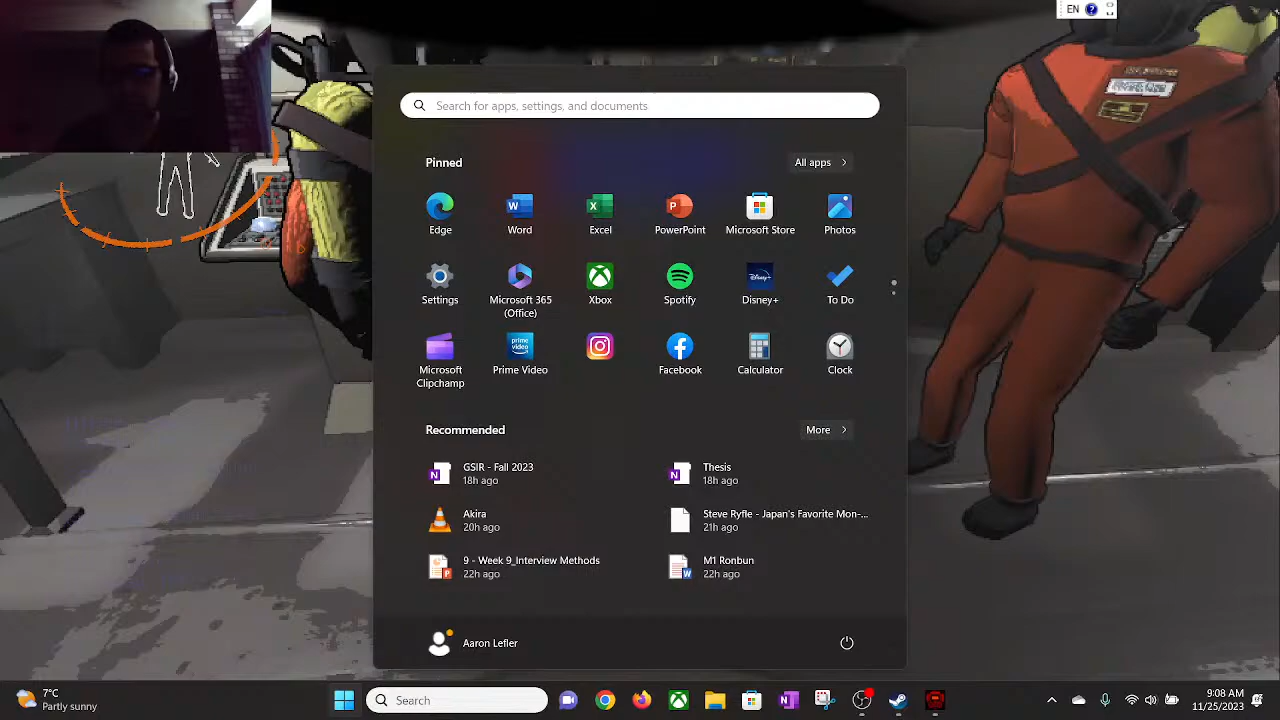 EN
Search for apps, settings, and documents
Pinned
All apps
Edge
Word
Excel
PowerPoint
Microsoft Store
Photos
Disney+
Settings
Microsoft 365
(Office)
Xbox
Spotify
Disney+
To Do
prime
video
Microsoft
Clipchamp
Prime Video
Facebook
Calculator
Clock
Recommended
More
GSIR - Fall 2023
18h ago
Thesis
18h ago
Akira
20h ago
Steve Ryfle - Japan's Favorite Mon-...
21h ago
9 - Week 9_Interview Methods
22h ago
M1 Ronbun
22h ago
Aaron Lefler
7°C
Partly sunny
Search
9:08 AM
11/25/2023